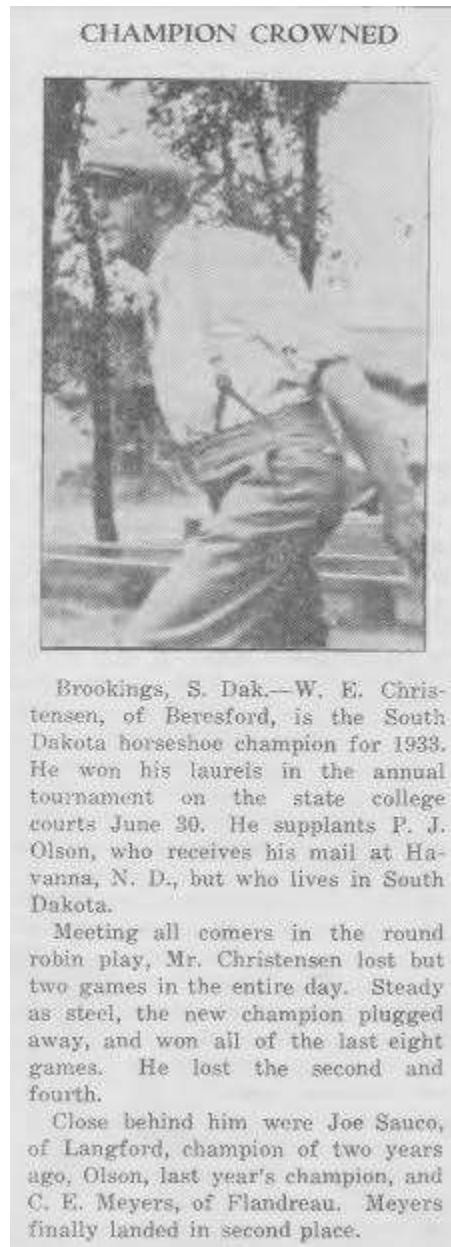 CHAMPION CROWNED
Brookings, S. Dak.—W. E. Chris-
tensen, of Beresford, is the South
Dakota horseshoe champion for 1933.
He won his laurels in the annual
tournament on the state college
courts June 30. He supplants P. J.
Olson, who receives his mail at Ha-
vanna, N. D., but who lives in South
Dakota.
Meeting all comers in the round
robin play, Mr. Christensen lost but
two games in the entire day. Steady
as steel, the new champion plugged
away, and won all of the last eight
games. He lost the second and
fourth.
Close behind him were Joe Sauco,
of Langford, champion of two years
ago, Olson, last year's champion, and
C. E. Meyers, of Flandreau. Meyers
finally landed in second place.